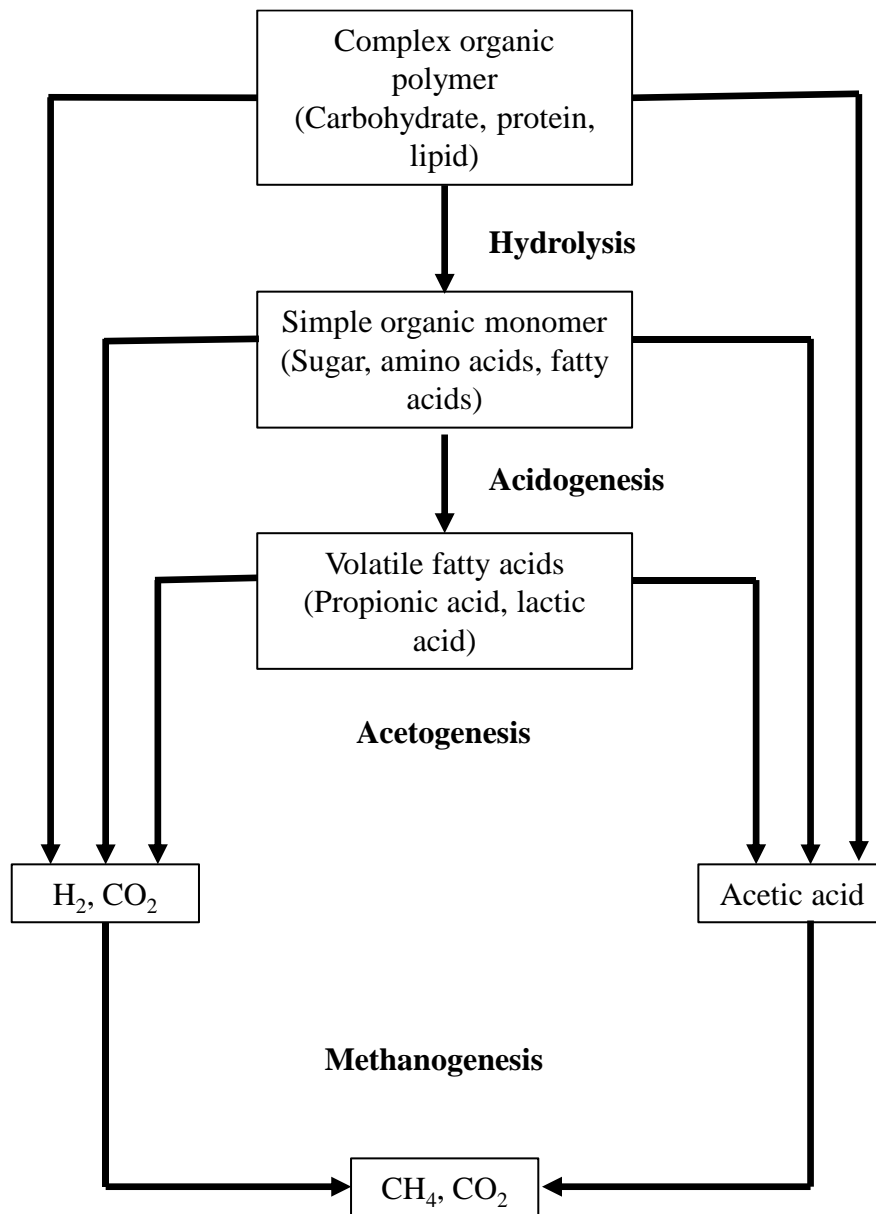 Complex organic
polymer
(Carbohydrate, protein,
lipid)
Hydrolysis
Simple organic monomer
(Sugar, amino acids, fatty
acids)
Acidogenesis
Volatile fatty acids
(Propionic acid, lactic
acid)
Acetogenesis
H₂, CO₂
Acetic acid
Methanogenesis
CH₄, CO₂